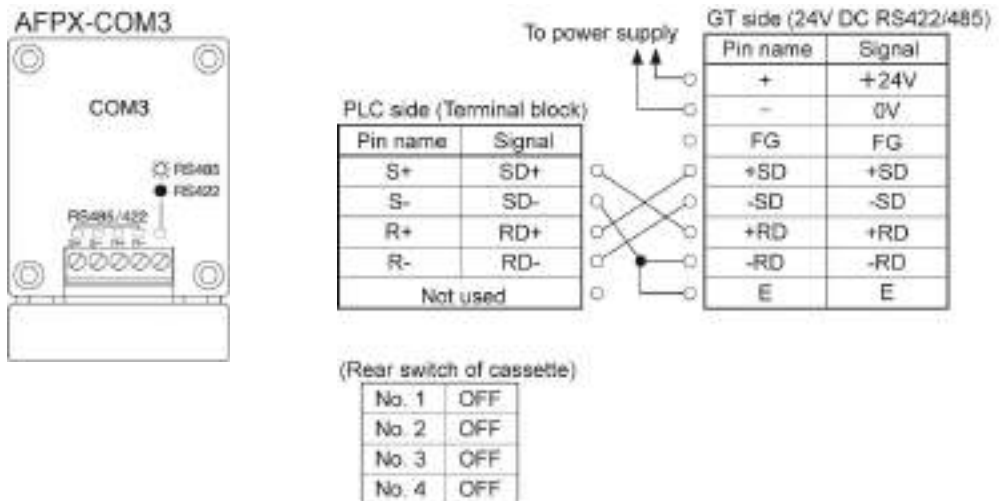 AFPX-COM3
COM3
RS485
RS422
RS485/422
To power supply
GT side (24V DC RS422/485)
Pin name Signal
+ +24V
− 0V
FG FG
+SD +SD
-SD -SD
+RD +RD
-RD -RD
E E
PLC side (Terminal block)
Pin name Signal
S+ SD+
S- SD-
R+ RD+
R- RD-
Not used
(Rear switch of cassette)
No. 1 OFF
No. 2 OFF
No. 3 OFF
No. 4 OFF